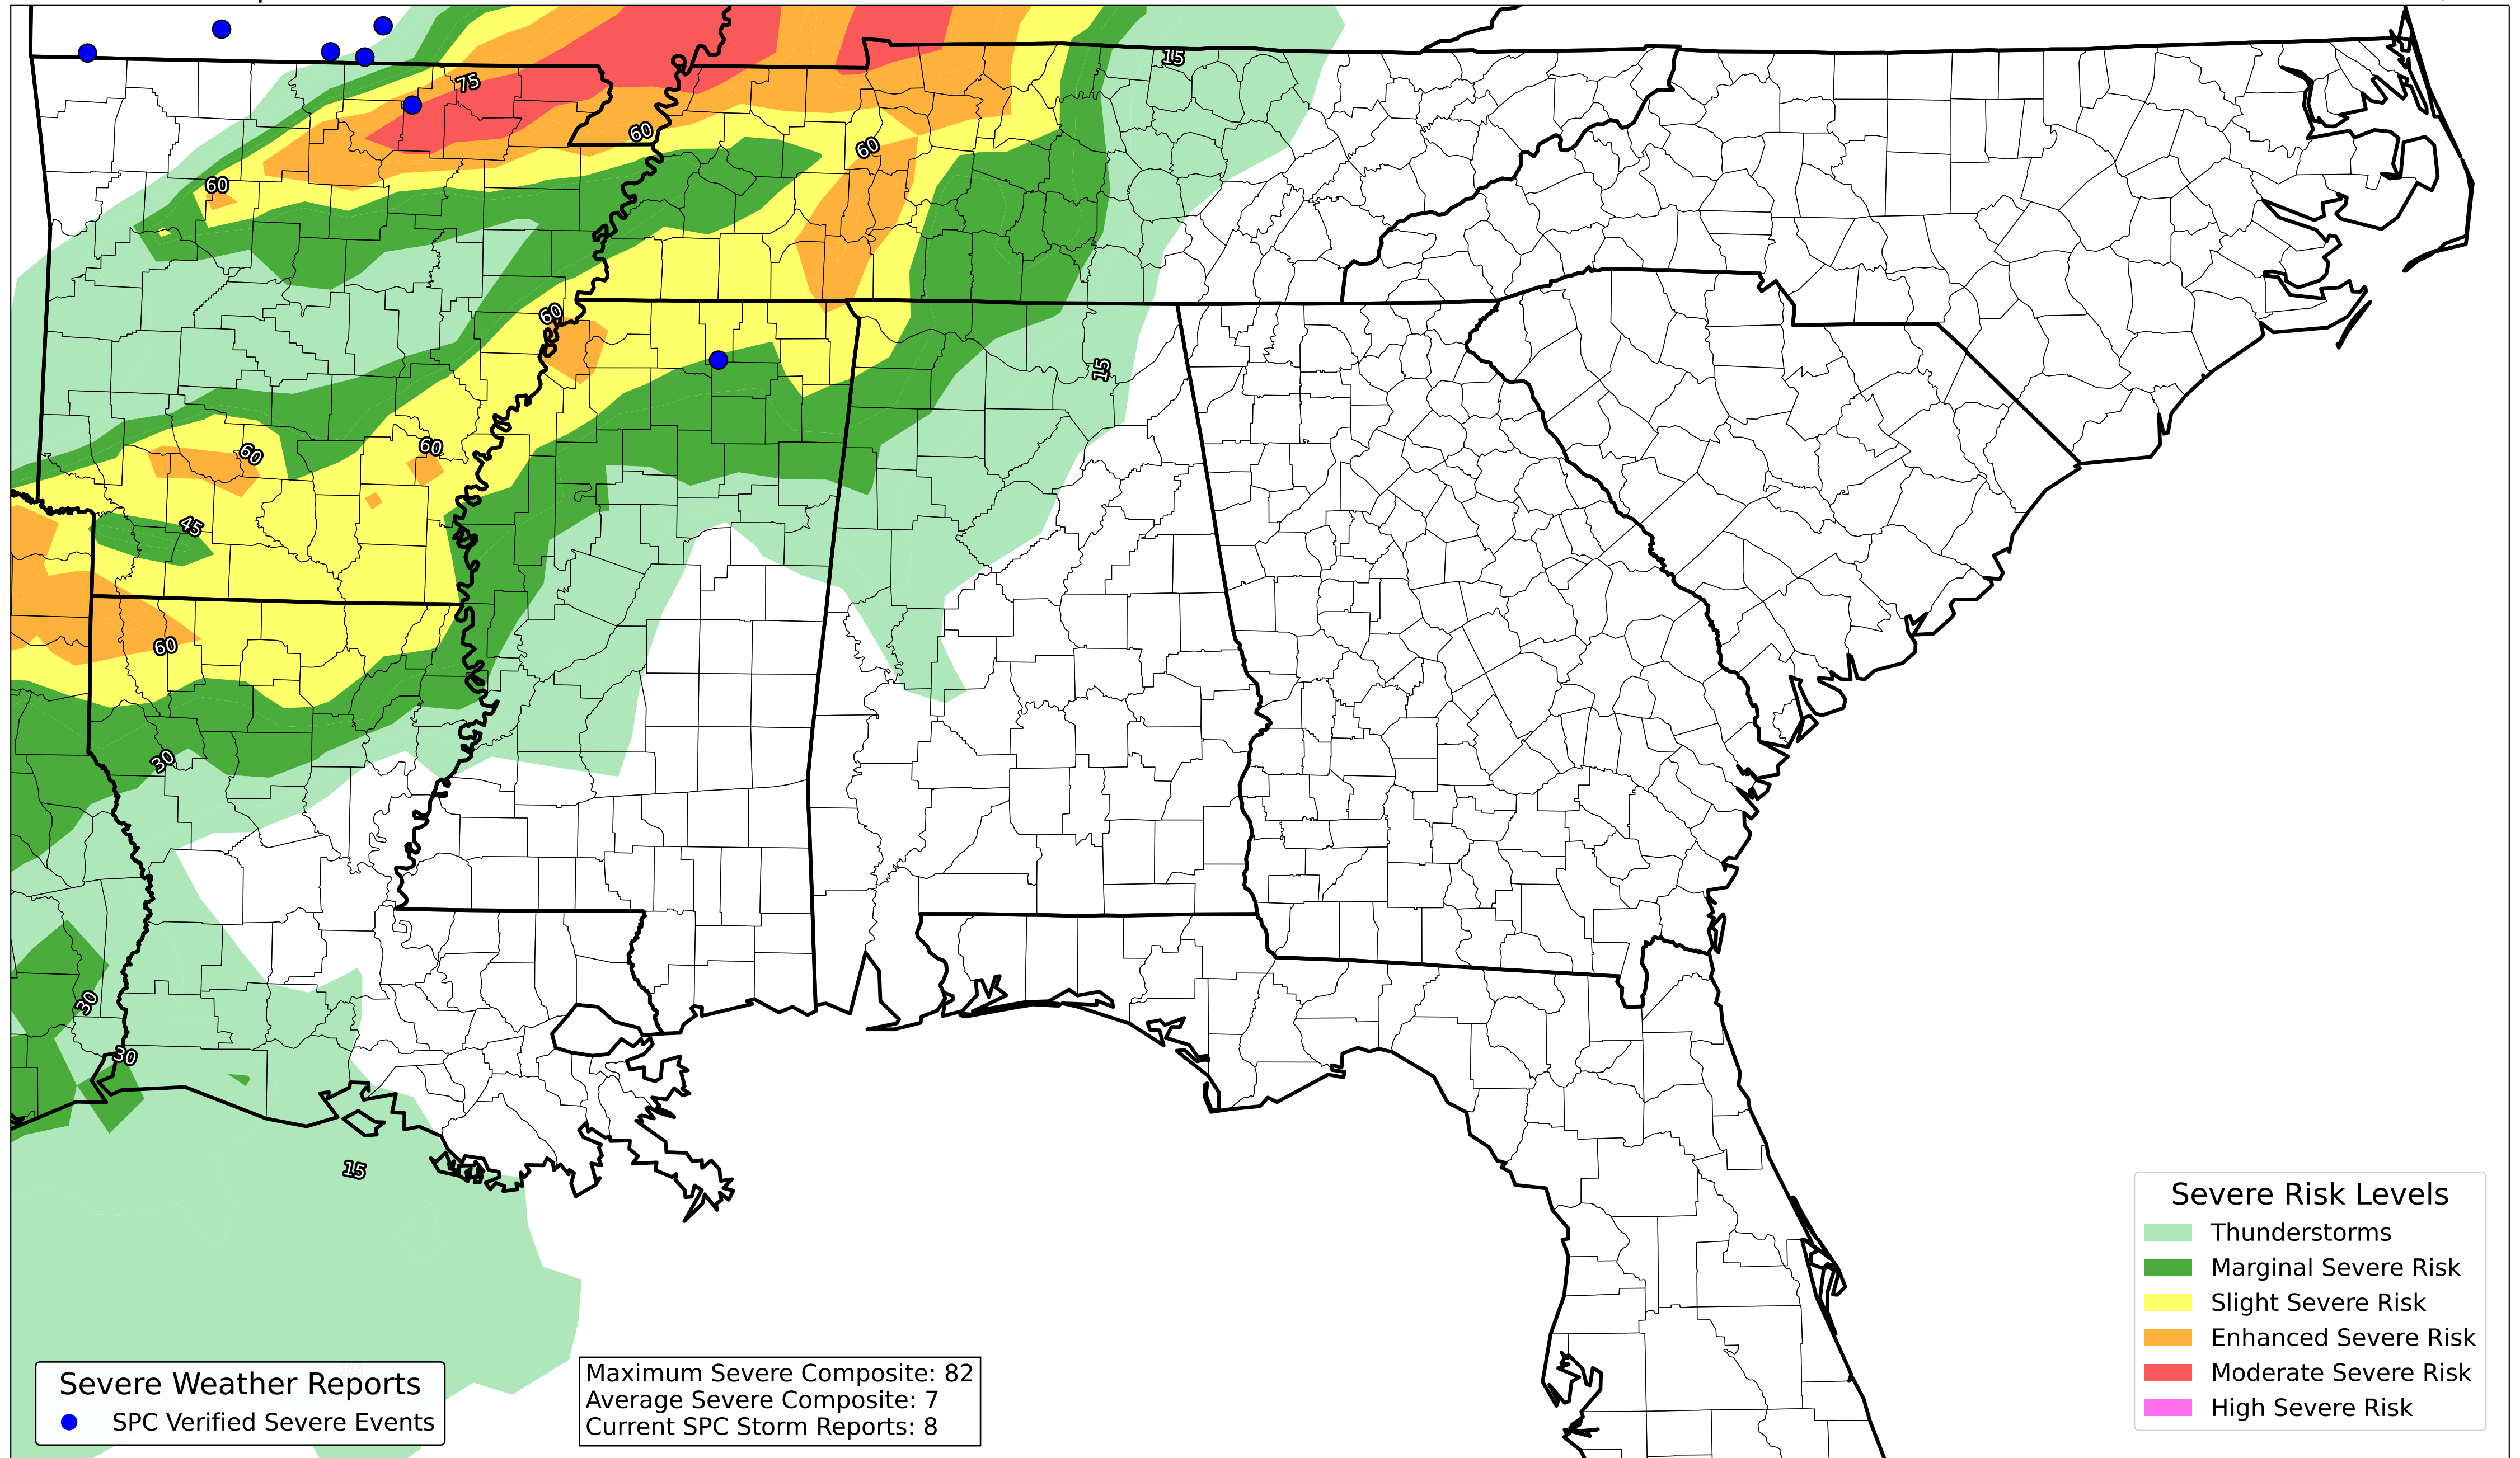 15
75
60
60
60
60
15
60
60
45
60
30
30
30
15
Severe Risk Levels
Thunderstorms
Marginal Severe Risk
Slight Severe Risk
Enhanced Severe Risk
Moderate Severe Risk
High Severe Risk
Severe Weather Reports
SPC Verified Severe Events
Maximum Severe Composite: 82
Average Severe Composite: 7
Current SPC Storm Reports: 8